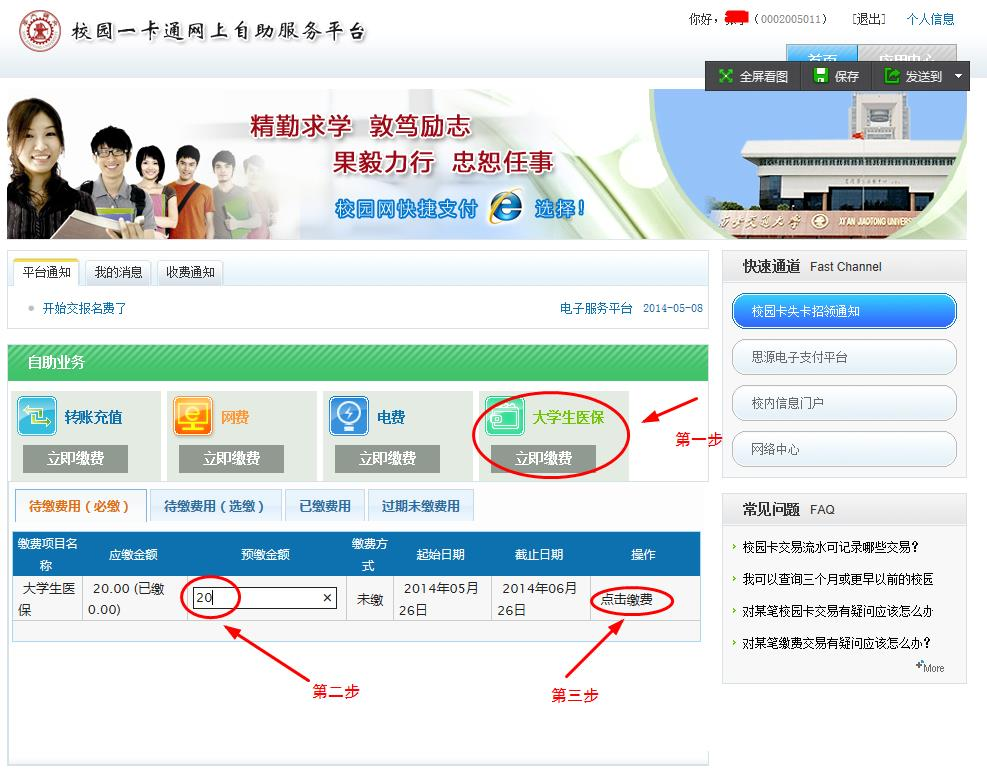 校园一卡通网上自助服务平台
你好，（0002005011） [退出] 个人信息
首页 应用中心
全屏看图 保存 发送到
精勤求学 敦笃励志
果毅力行 忠恕任事
校园网快捷支付 选择！
西安交通大学 XI'AN JIAOTONG UNIVERSITY
平台通知 我的消息 收费通知
开始交报名费了 电子服务平台 2014-05-08
自助业务
转账充值 网费 电费 大学生医保
立即缴费 立即缴费 立即缴费 立即缴费
第一步
待缴费用（必缴） 待缴费用（选缴） 已缴费用 过期未缴费用
缴费项目名称 应缴金额 预缴金额 缴费方式 起始日期 截止日期 操作
大学生医保 20.00 (已缴0.00) 20 × 未缴 2014年05月26日 2014年06月26日 点击缴费
第二步
第三步
快速通道 Fast Channel
校园卡失卡招领通知
思源电子支付平台
校内信息门户
网络中心
常见问题 FAQ
校园卡交易流水可记录哪些交易？
我可以查询三个月或更早以前的校园
对某笔校园卡交易有疑问应该怎么办
对某笔缴费交易有疑问应该怎么办？
More